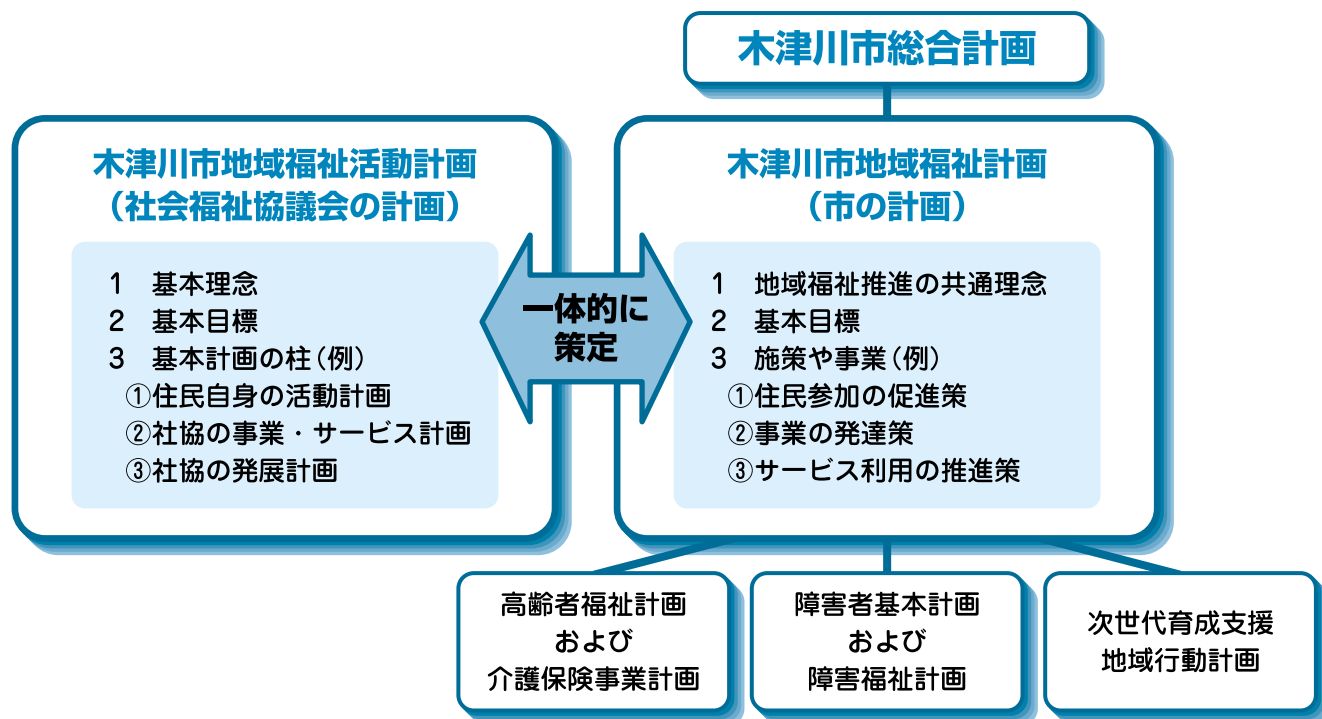 木津川市総合計画
木津川市地域福祉活動計画
（社会福祉協議会の計画）
1　基本理念
2　基本目標
3　基本計画の柱（例）
①住民自身の活動計画
②社協の事業・サービス計画
③社協の発展計画
一体的に
策定
木津川市地域福祉計画
（市の計画）
1　地域福祉推進の共通理念
2　基本目標
3　施策や事業（例）
①住民参加の促進策
②事業の発達策
③サービス利用の推進策
高齢者福祉計画
および
介護保険事業計画
障害者基本計画
および
障害福祉計画
次世代育成支援
地域行動計画